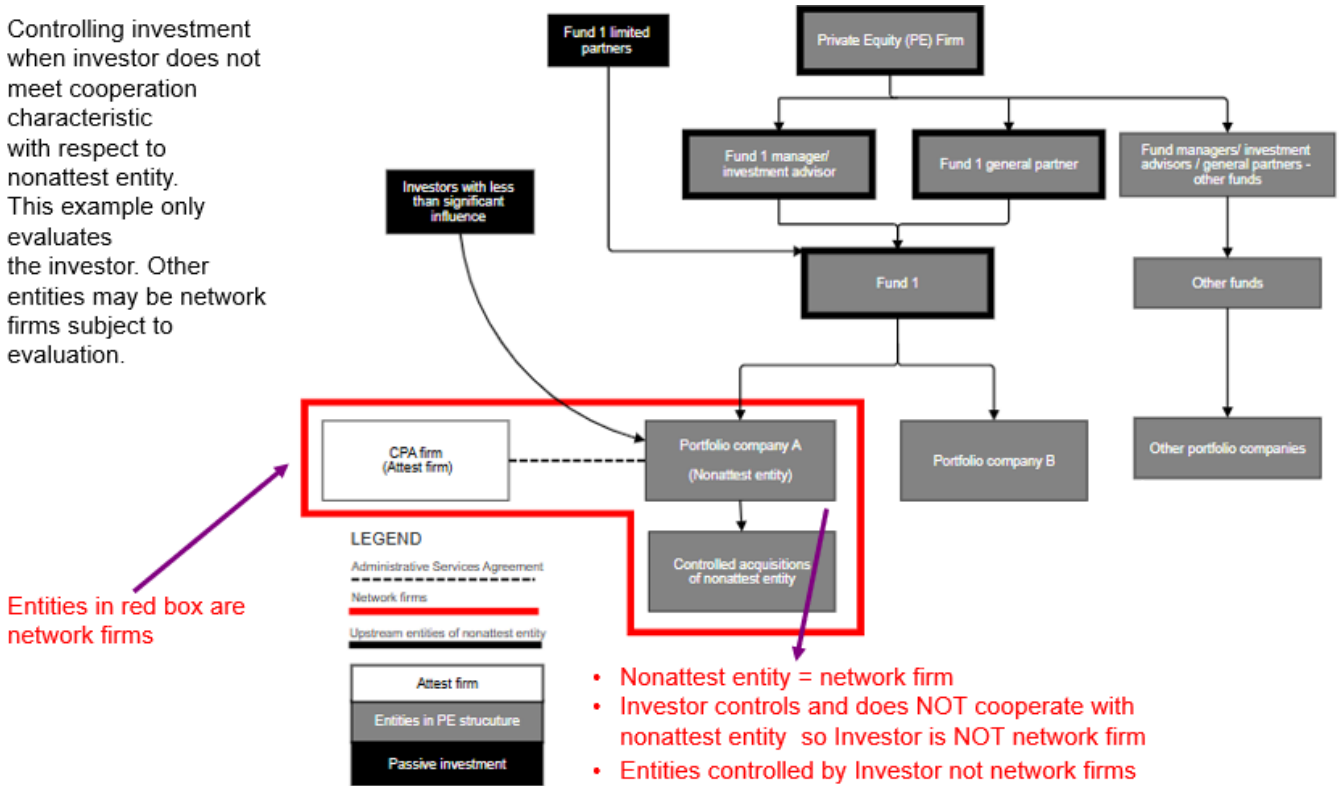 Controlling investment
when investor does not
meet cooperation
characteristic
with respect to
nonattest entity.
This example only
evaluates
the investor. Other
entities may be network
firms subject to
evaluation.
Fund 1 limited
partners
Private Equity (PE) Firm
Fund 1 manager/
investment advisor
Fund 1 general partner
Fund managers/ investment
advisors / general partners -
other funds
Investors with less
than significant
influence
Fund 1
Other funds
CPA firm
(Attest firm)
Portfolio company A
(Nonattest entity)
Portfolio company B
Other portfolio companies
Controlled acquisitions
of nonattest entity
LEGEND
Administrative Services Agreement
Network firms
Upstream entities of nonattest entity
Attest firm
Entities in PE strucuture
Passive investment
Entities in red box are
network firms
• Nonattest entity = network firm
• Investor controls and does NOT cooperate with
nonattest entity so Investor is NOT network firm
• Entities controlled by Investor not network firms